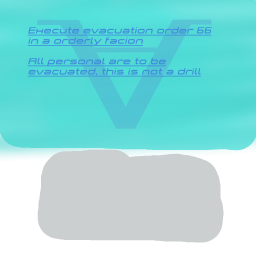 Execute evacuation order 66
in a orderly facion
All personal are to be
evacuated, this is not a drill